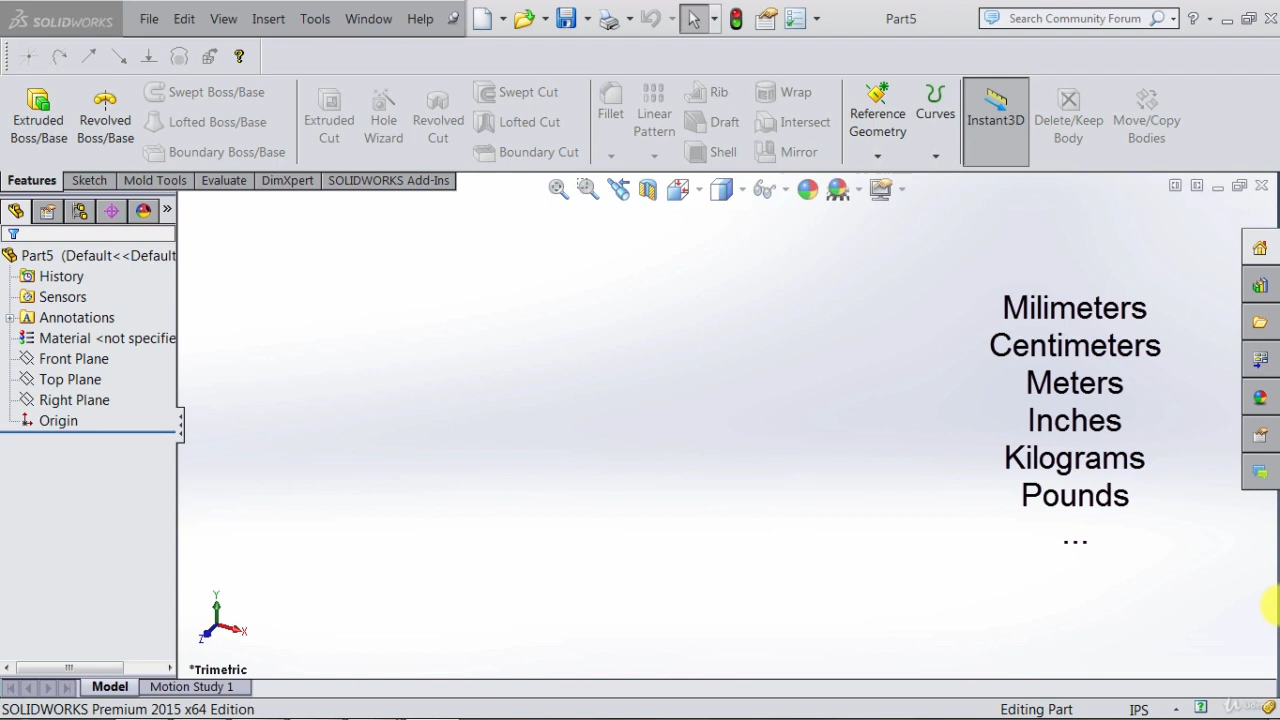 SOLIDWORKS File Edit View Insert Tools Window Help Part5 Search Community Forum
Extruded Boss/Base
Revolved Boss/Base
Swept Boss/Base
Lofted Boss/Base
Boundary Boss/Base
Extruded Cut
Hole Wizard
Revolved Cut
Swept Cut
Lofted Cut
Boundary Cut
Fillet
Linear Pattern
Rib
Draft
Shell
Wrap
Intersect
Mirror
Reference Geometry
Curves
Instant3D
Delete/Keep Body
Move/Copy Bodies
Features Sketch Mold Tools Evaluate DimXpert SOLIDWORKS Add-Ins
Part5 (Default<<Default
History
Sensors
Annotations
Material <not specifie
Front Plane
Top Plane
Right Plane
Origin
Milimeters
Centimeters
Meters
Inches
Kilograms
Pounds
...
Y
Z
X
*Trimetric
Model Motion Study 1
SOLIDWORKS Premium 2015 x64 Edition Editing Part IPS